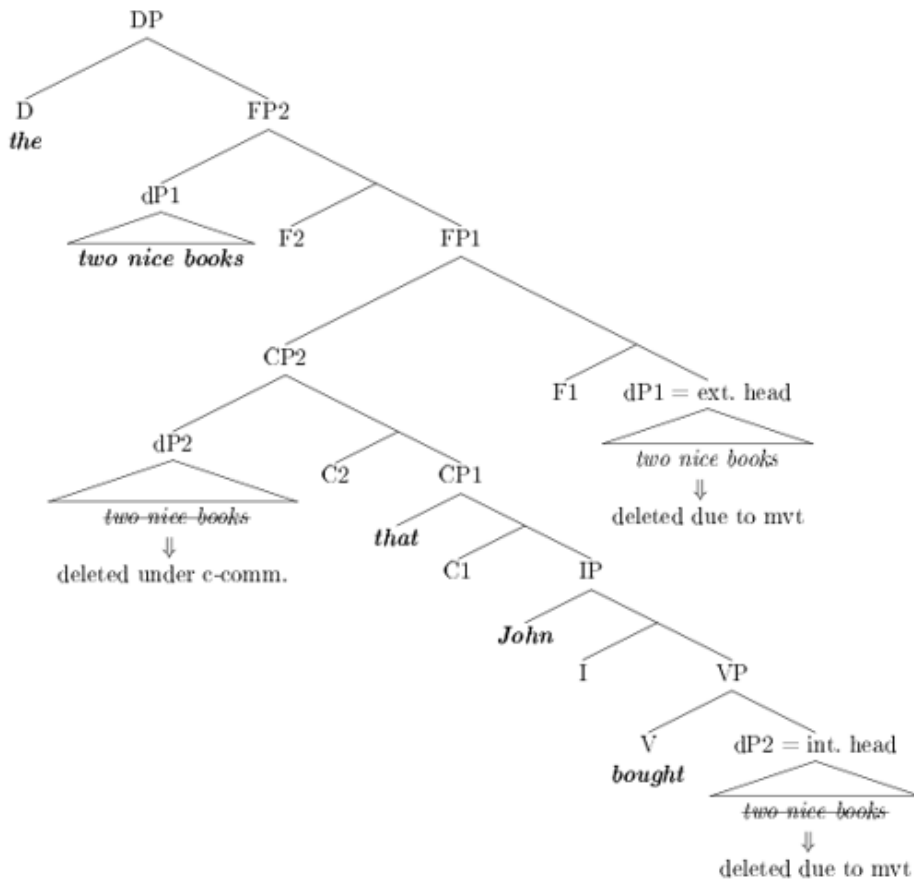 DP
D FP2
the
dP1
F2 FP1
two nice books
CP2
F1 dP1 = ext. head
dP2
C2 CP1
two nice books
two nice books
⇓
deleted due to mvt
that
⇓
deleted under c-comm.
C1 IP
John
I VP
V dP2 = int. head
bought
two nice books
⇓
deleted due to mvt